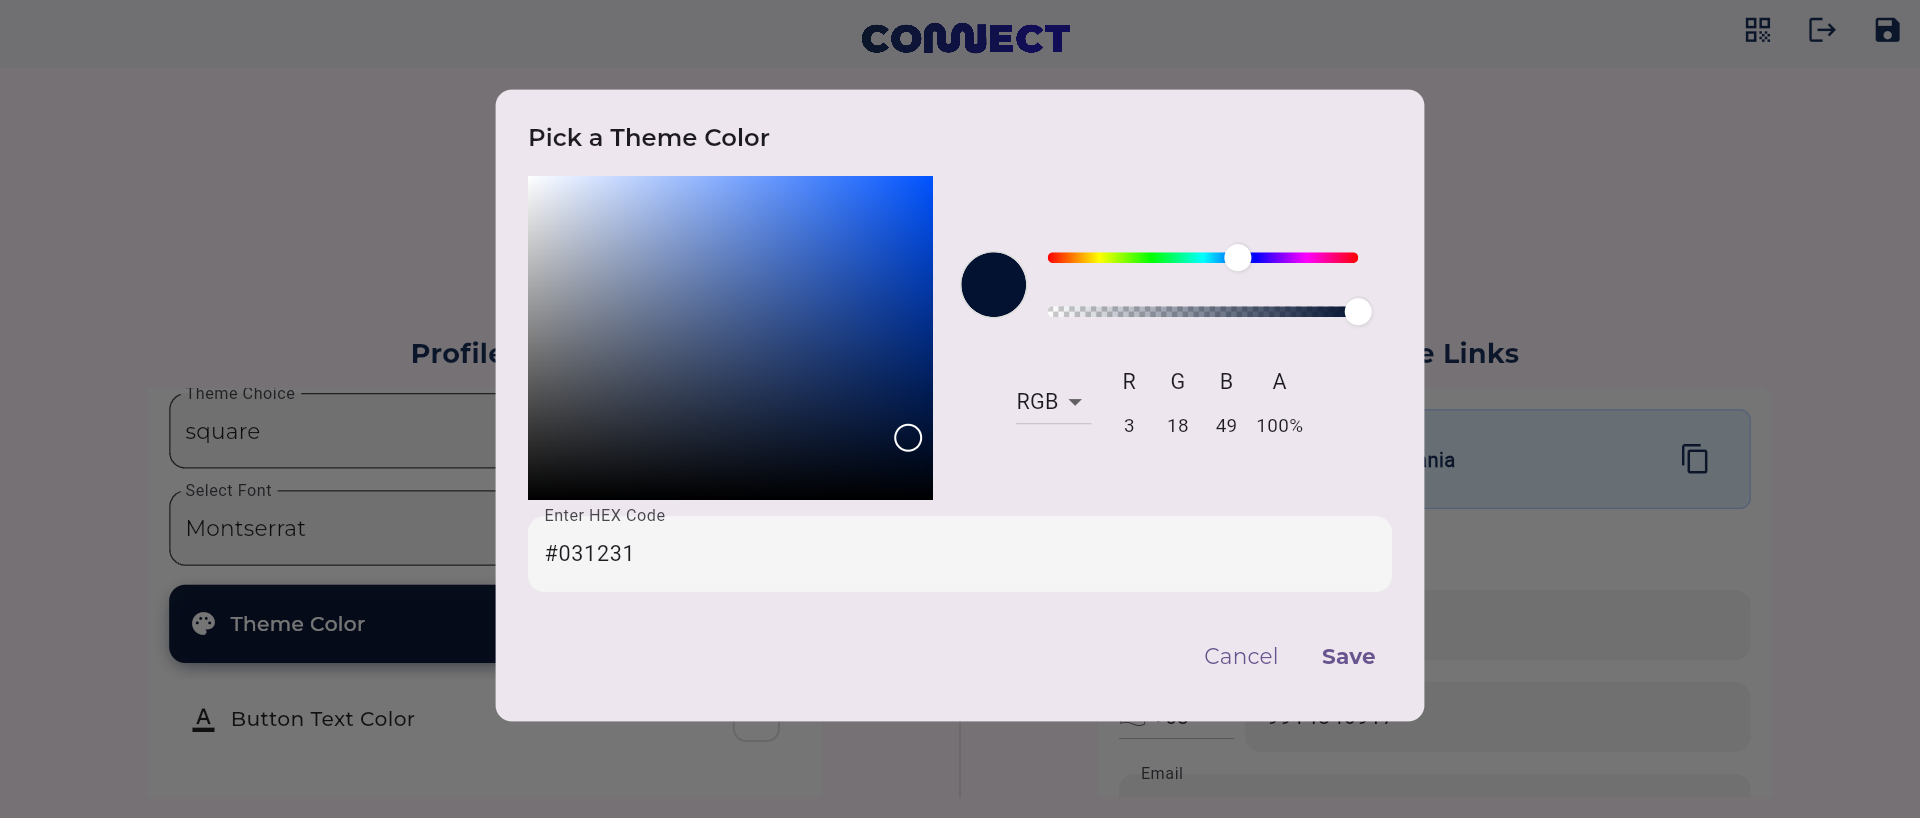 CONNECT
Pick a Theme Color
Profile
Links
Theme Choice
square
Select Font
Montserrat
Theme Color
Button Text Color
RGB
R G B A
3 18 49 100%
Enter HEX Code
#031231
Cancel Save
Email